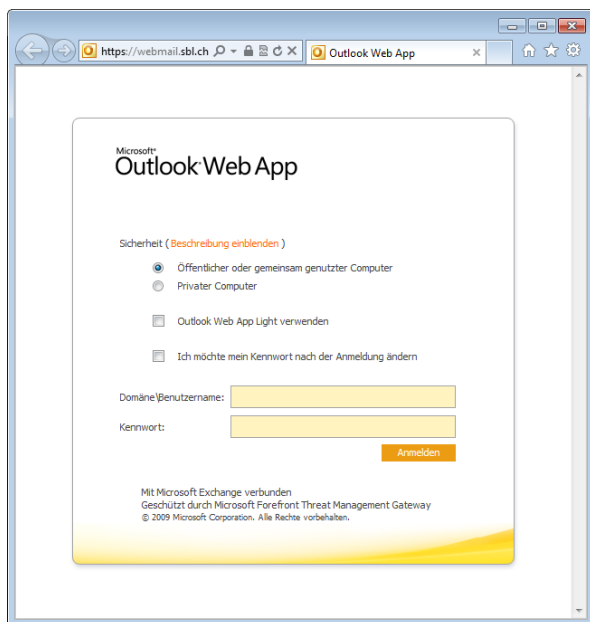 https://webmail.sbl.ch
Outlook Web App
Microsoft®
Outlook Web App
Sicherheit ( Beschreibung einblenden )
Öffentlicher oder gemeinsam genutzter Computer
Privater Computer
Outlook Web App Light verwenden
Ich möchte mein Kennwort nach der Anmeldung ändern
Domäne\Benutzername:
Kennwort:
Anmelden
Mit Microsoft Exchange verbunden
Geschützt durch Microsoft Forefront Threat Management Gateway
© 2009 Microsoft Corporation. Alle Rechte vorbehalten.